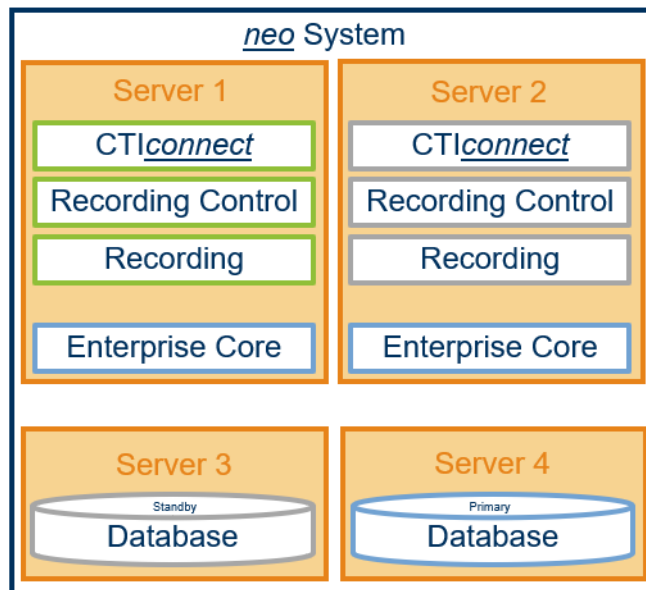 neo System
Server 1
CTIconnect
Recording Control
Recording
Enterprise Core
Server 2
CTIconnect
Recording Control
Recording
Enterprise Core
Server 3
Standby
Database
Server 4
Primary
Database